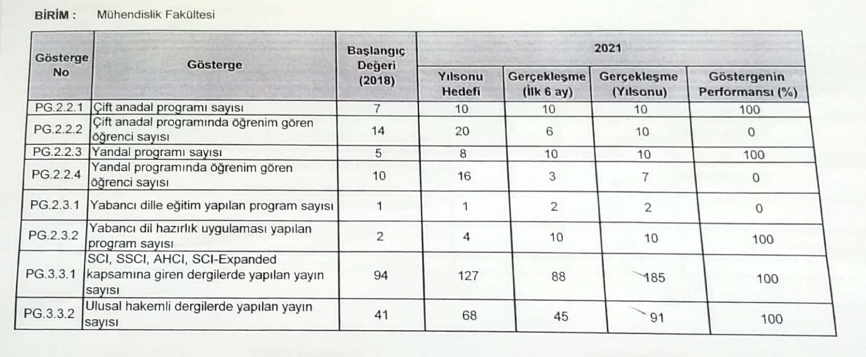 BİRİM : Mühendislik Fakültesi
Gösterge No Gösterge Başlangıç Değeri (2018) 2021
Yılsonu Hedefi Gerçekleşme (İlk 6 ay) Gerçekleşme (Yılsonu) Göstergenin Performansı (%)
PG.2.2.1 Çift anadal programı sayısı 7 10 10 10 100
PG.2.2.2 Çift anadal programında öğrenim gören
öğrenci sayısı 14 20 6 10 0
PG.2.2.3 Yandal programı sayısı 5 8 10 10 100
PG.2.2.4 Yandal programında öğrenim gören
öğrenci sayısı 10 16 3 7 0
PG.2.3.1 Yabancı dille eğitim yapılan program sayısı 1 1 2 2 0
PG.2.3.2 Yabancı dil hazırlık uygulaması yapılan
program sayısı 2 4 10 10 100
PG.3.3.1 SCI, SSCI, AHCI, SCI-Expanded
kapsamına giren dergilerde yapılan yayın
sayısı 94 127 88 185 100
PG.3.3.2 Ulusal hakemli dergilerde yapılan yayın
sayısı 41 68 45 91 100